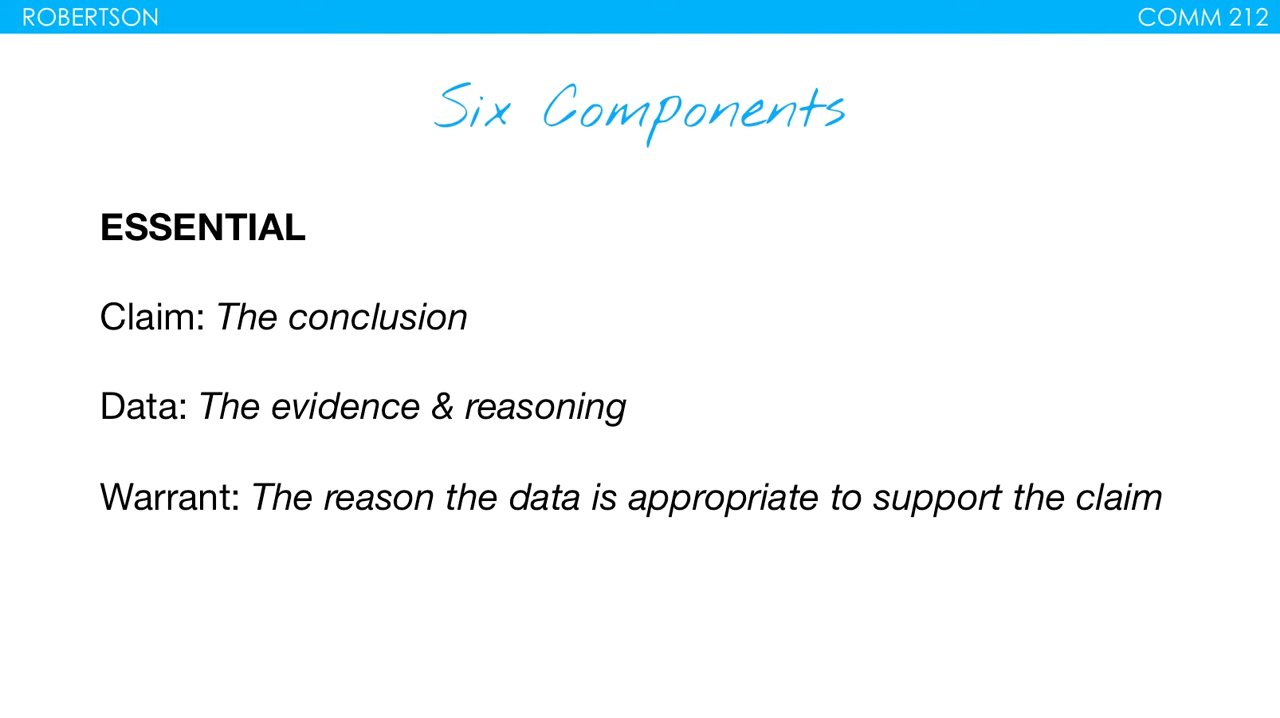 ROBERTSON
COMM 212
Six Components
ESSENTIAL
Claim: The conclusion
Data: The evidence & reasoning
Warrant: The reason the data is appropriate to support the claim